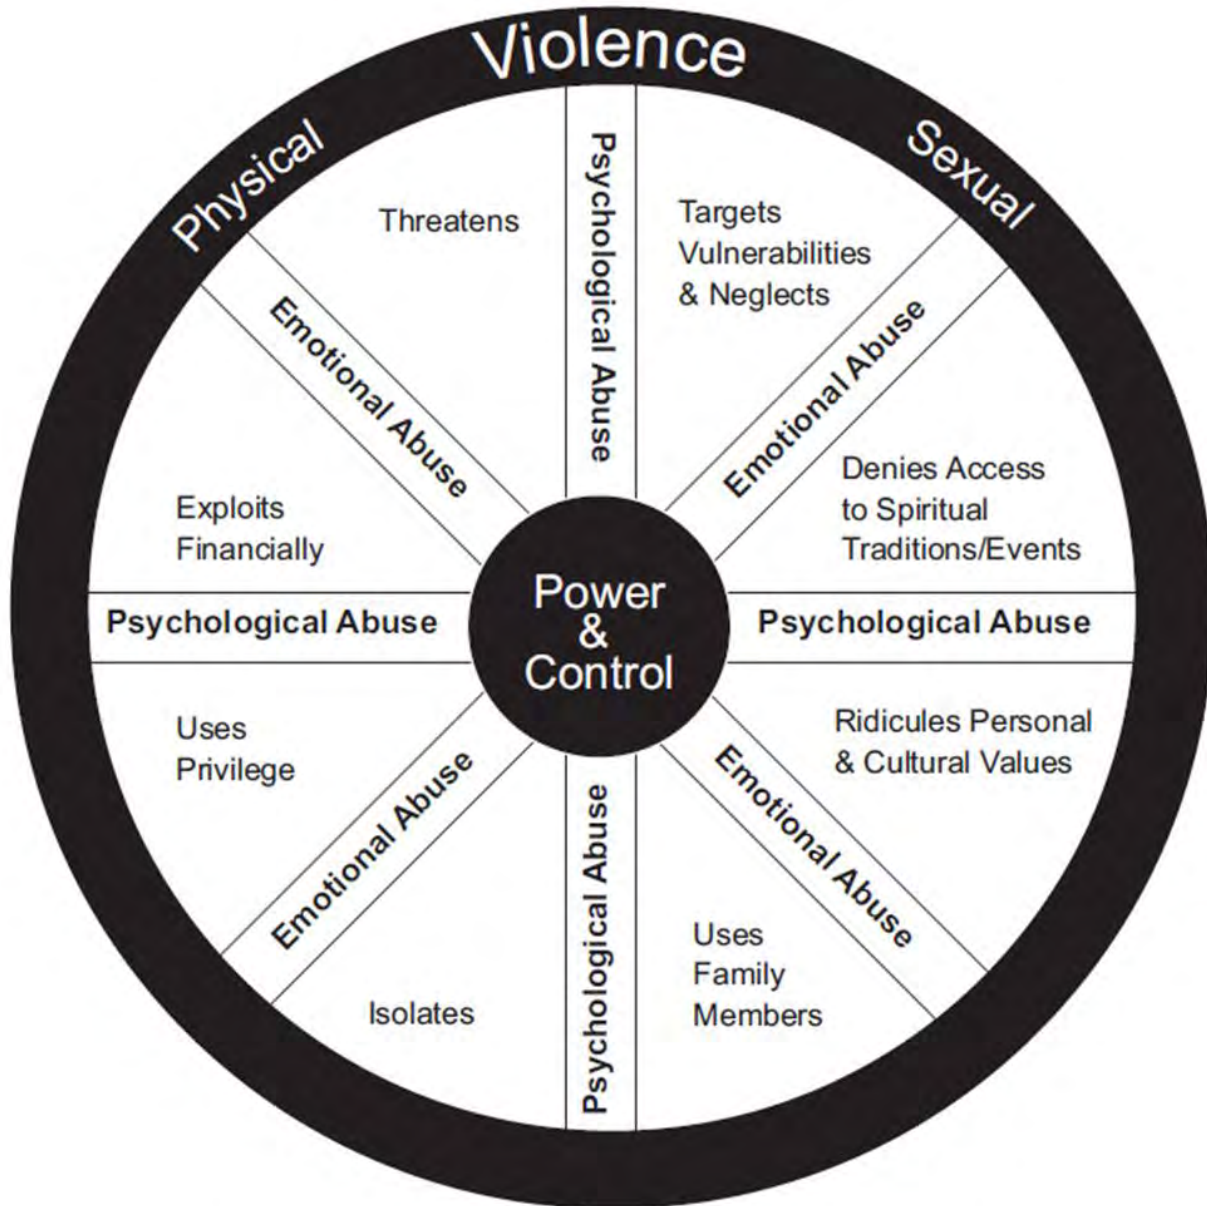 Violence
Physical
Sexual
Threatens
Psychological Abuse
Targets
Vulnerabilities
& Neglects
Emotional Abuse
Emotional Abuse
Exploits
Financially
Denies Access
to Spiritual
Traditions/Events
Psychological Abuse
Power
&
Control
Psychological Abuse
Uses
Privilege
Ridicules Personal
& Cultural Values
Emotional Abuse
Emotional Abuse
Isolates
Psychological Abuse
Uses
Family
Members